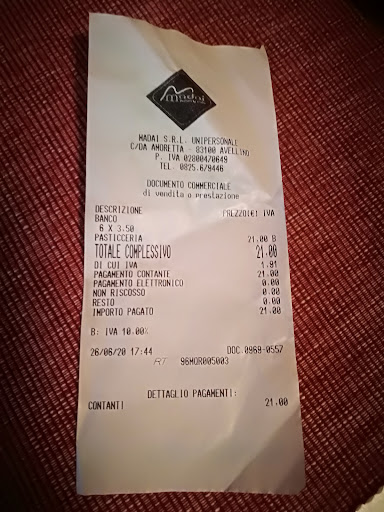 Madai
MADAI S.R.L. UNIPERSONALE
C/DA AMORETTA - 83100 AVELLINO
P. IVA 02800470649
TEL. 0825.679446
DOCUMENTO COMMERCIALE
di vendita o prestazione
DESCRIZIONE PREZZO(€) IVA
BANCO
6 X 3.50
PASTICCERIA 21.00 B
TOTALE COMPLESSIVO 21.00
DI CUI IVA 1.91
PAGAMENTO CONTANTE 21.00
PAGAMENTO ELETTRONICO 0.00
NON RISCOSSO 0.00
RESTO 0.00
IMPORTO PAGATO 21.00
B: IVA 10.00%
26/06/20 17:44 DOC.0969-0557
RT 96MOR005003
DETTAGLIO PAGAMENTI:
CONTANTI 21.00